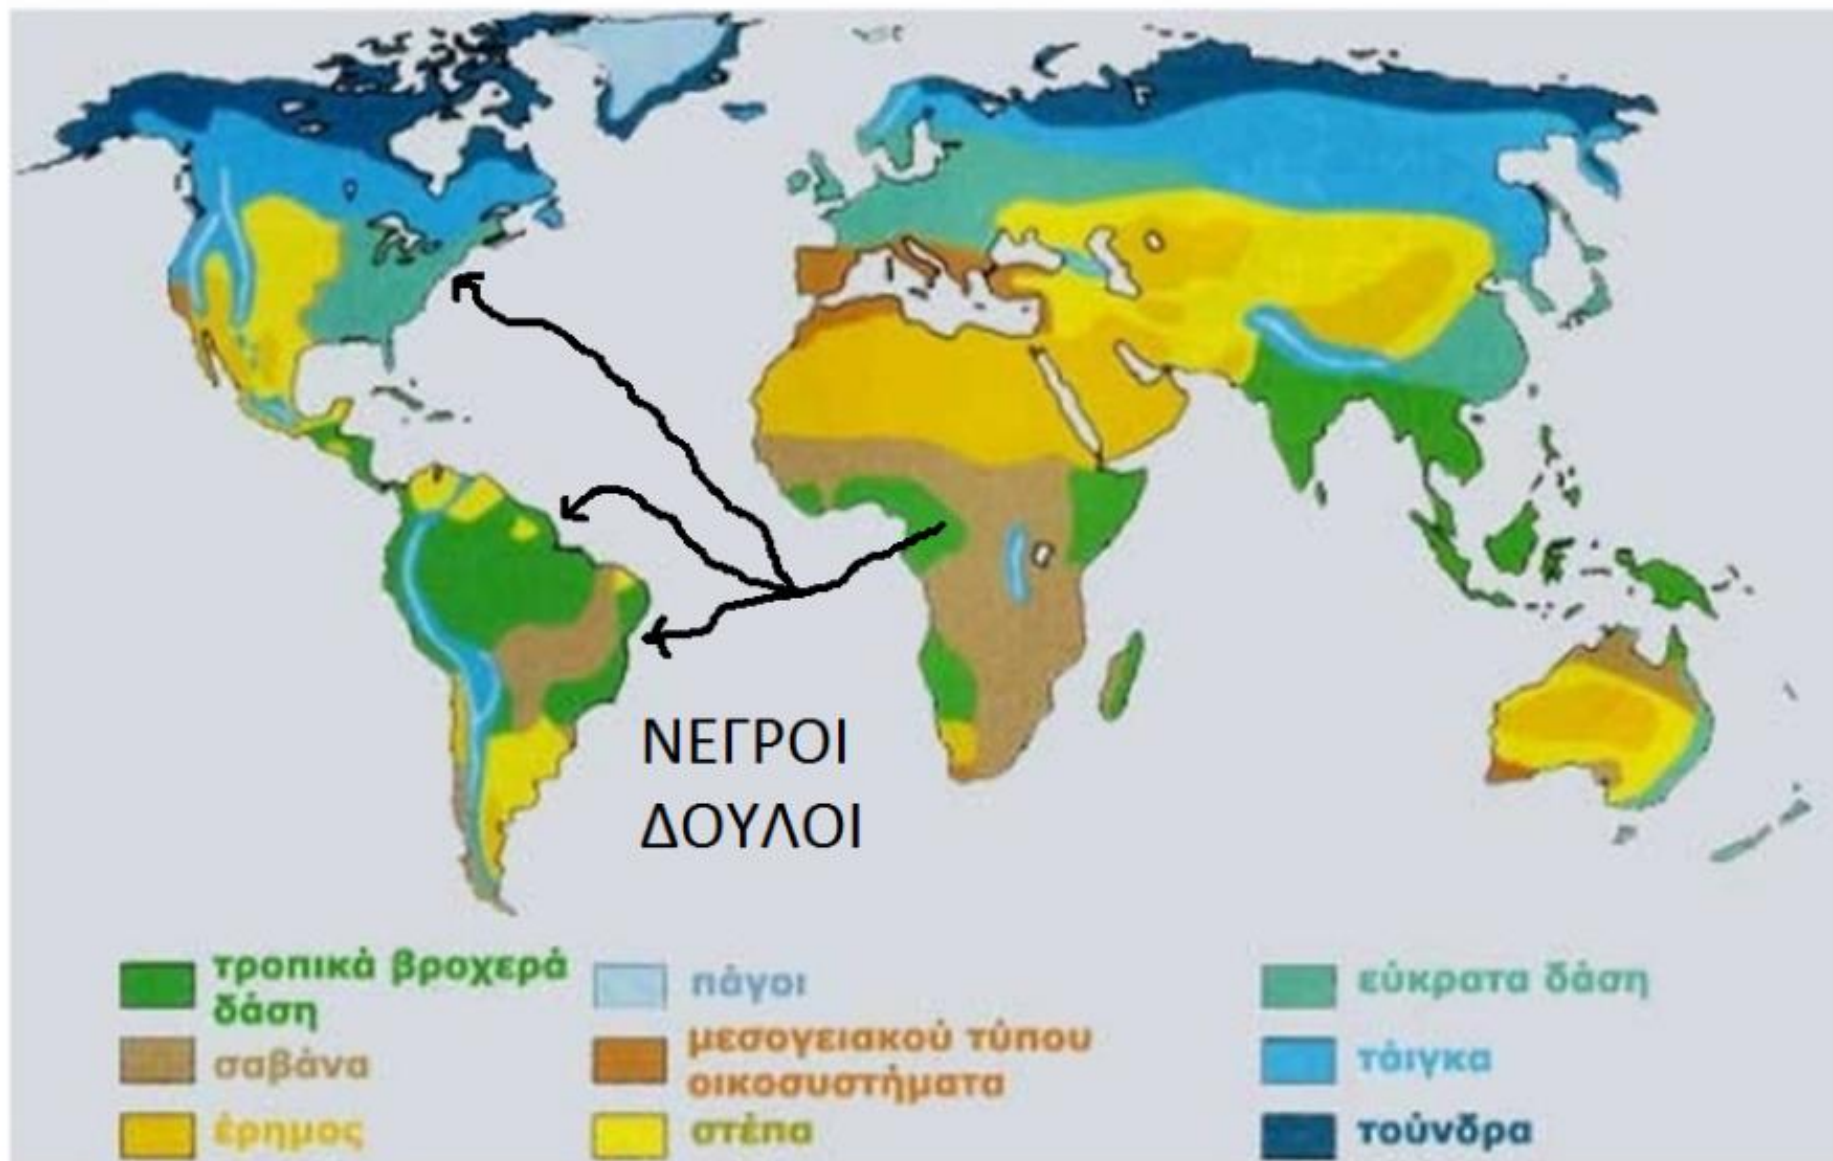 ΝΕΓΡΟΙ
ΔΟΥΛΟΙ
τροπικά βροχερά
δάση
σαβάνα
έρημος
πάγοι
μεσογειακού τύπου
οικοσυστήματα
στέπα
εύκρατα δάση
τάιγκα
τούνδρα